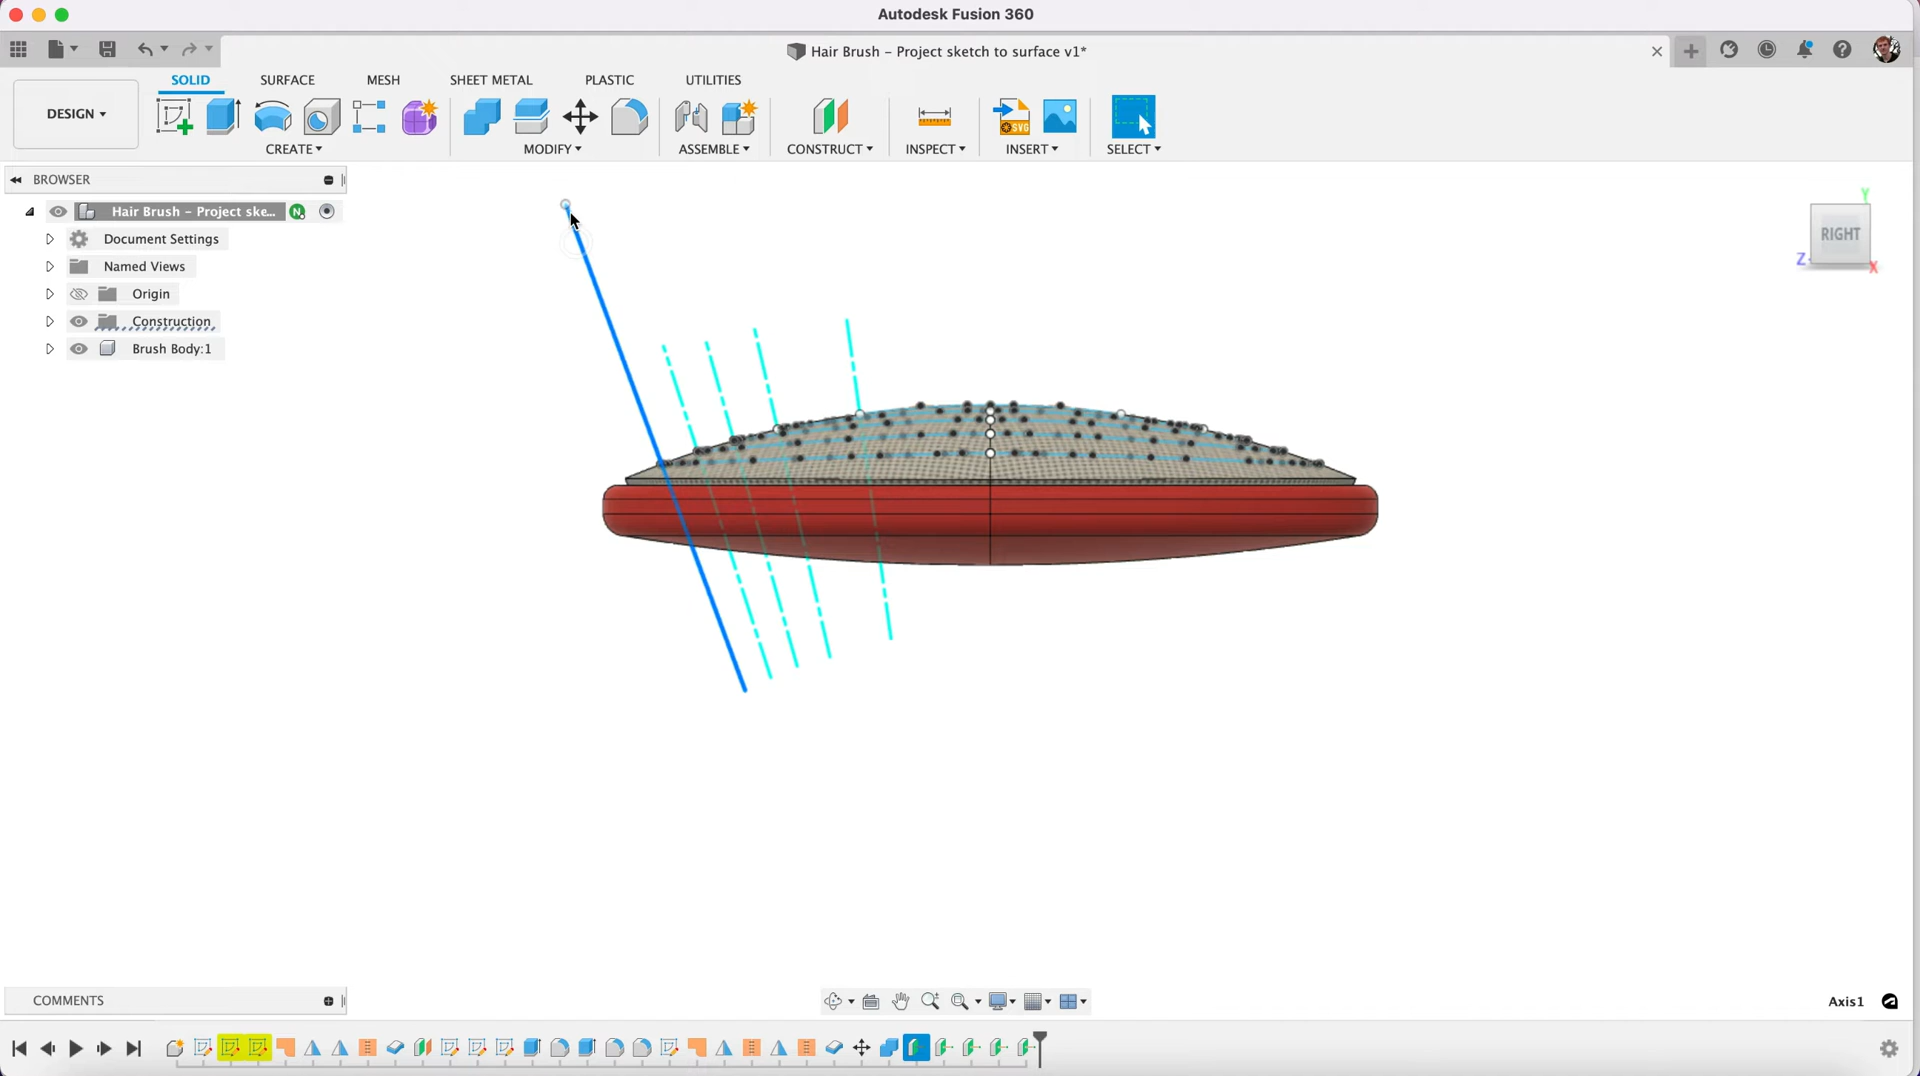 Autodesk Fusion 360
Hair Brush - Project sketch to surface v1*
SOLID SURFACE MESH SHEET METAL PLASTIC UTILITIES
DESIGN
CREATE MODIFY ASSEMBLE CONSTRUCT INSPECT INSERT SELECT
SVG
BROWSER
Hair Brush - Project ske...
N
Document Settings
Named Views
Origin
Construction
Brush Body:1
Y
RIGHT
Z
X
COMMENTS
Axis1